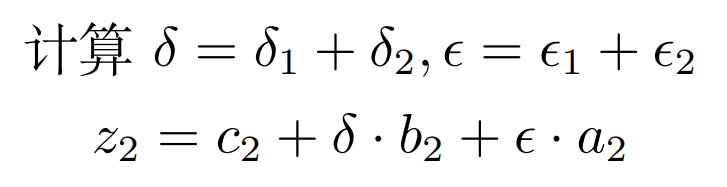 计算 δ = δ₁ + δ₂, ϵ = ϵ₁ + ϵ₂
z₂ = c₂ + δ · b₂ + ϵ · a₂